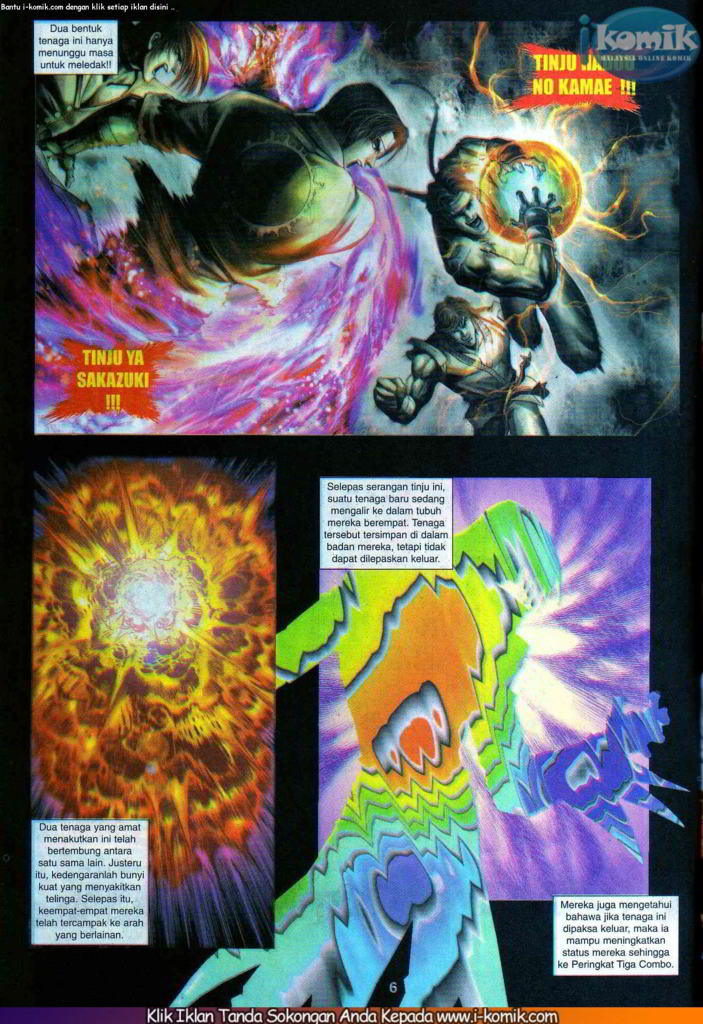 Bantu i-komik.com dengan klik setiap iklan disini ..
Dua bentuk
tenaga ini hanya
menunggu masa
untuk meledak!!
ikomik
MALAYSIA ONLINE KOMIK
TINJU
NO KAMAE !!!
TINJU YA
SAKAZUKI
!!!
Selepas serangan tinju ini,
suatu tenaga baru sedang
mengalir ke dalam tubuh
mereka berempat. Tenaga
tersebut tersimpan di dalam
badan mereka, tetapi tidak
dapat dilepaskan keluar.
Dua tenaga yang amat
menakutkan ini telah
bertembung antara
satu sama lain. Justeru
itu, kedengaranlah bunyi
kuat yang menyakitkan
telinga. Selepas itu,
keempat-empat mereka
telah tercampak ke arah
yang berlainan.
Mereka juga mengetahui
bahawa jika tenaga ini
dipaksa keluar, maka ia
mampu meningkatkan
status mereka sehingga
ke Peringkat Tiga Combo.
6
Klik Iklan Tanda Sokongan Anda Kepada www.i-komik.com